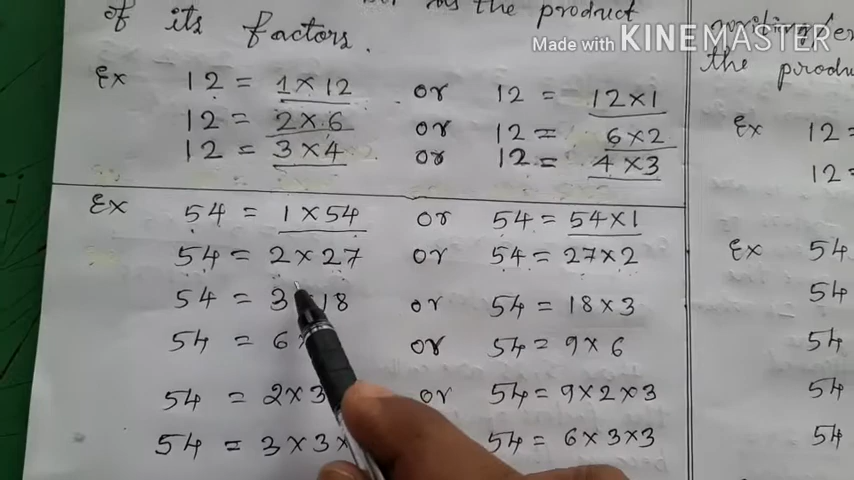 as the product
of its factors.
Made with KINEMASTER
the
Ex 12 = 1×12 or 12 = 12×1
12 = 2×6 or 12 = 6×2
12 = 3×4 or 12 = 4×3
Ex 12 =
12 =
Ex 54 = 1×54 or 54 = 54×1
54 = 2×27 or 54 = 27×2
54 = 3 18 or 54 = 18×3
54 = 6 or 54 = 9×6
54 = 2×3 or 54 = 9×2×3
54 = 3×3× 54 = 6×3×3
Ex 54
54
54
54
54